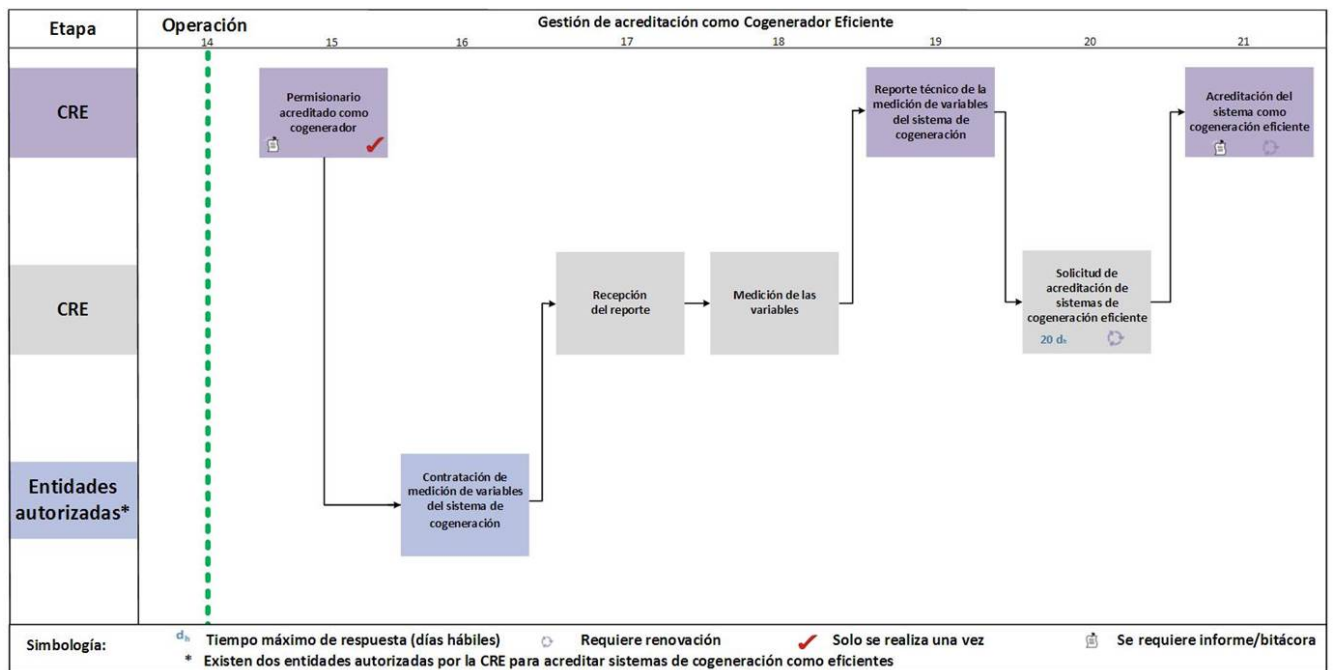 Etapa
Operación
Gestión de acreditación como Cogenerador Eficiente
14
15
16
17
18
19
20
21
CRE
Permisionario
acreditado como
cogenerador
Reporte técnico de la
medición de variables
del sistema de
cogeneración
Acreditación del
sistema como
cogeneración eficiente
CRE
Recepción
del reporte
Medición de las
variables
Solicitud de
acreditación de
sistemas de
cogeneración eficiente
20 dₕ
Entidades
autorizadas*
Contratación de
medición de variables
del sistema de
cogeneración
Simbología:
dₕ Tiempo máximo de respuesta (días hábiles)
Requiere renovación
Solo se realiza una vez
Se requiere informe/bitácora
* Existen dos entidades autorizadas por la CRE para acreditar sistemas de cogeneración como eficientes